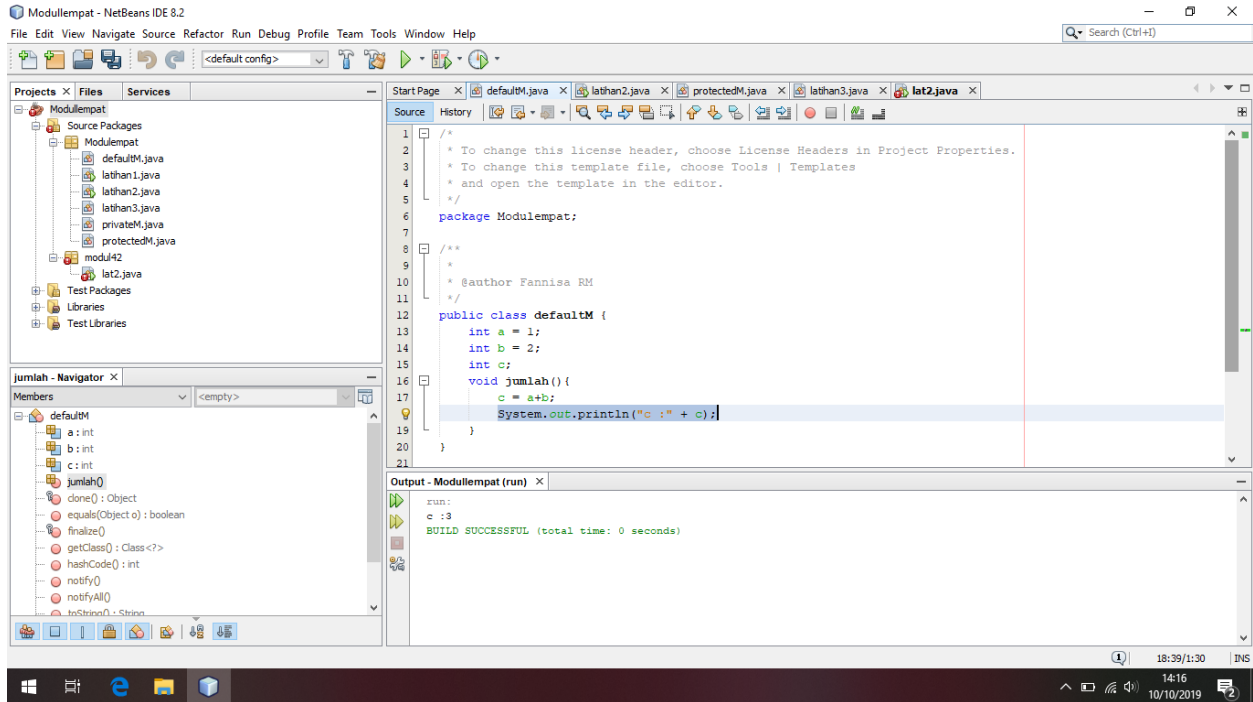 Modullempat - NetBeans IDE 8.2
File Edit View Navigate Source Refactor Run Debug Profile Team Tools Window Help
Search (Ctrl+I)
<default config>
Projects Files Services
Modulempat
Source Packages
Modulempat
defaultM.java
latihan1.java
latihan2.java
latihan3.java
privateM.java
protectedM.java
modul42
lat2.java
Test Packages
Libraries
Test Libraries
jumlah - Navigator
Members <empty>
defaultM
a : int
b : int
c : int
jumlah()
clone() : Object
equals(Object o) : boolean
finalize()
getClass() : Class<?>
hashCode() : int
notify()
notifyAll()
toString() : String
Start Page defaultM.java latihan2.java protectedM.java latihan3.java lat2.java
Source History
1 /*
2 * To change this license header, choose License Headers in Project Properties.
3 * To change this template file, choose Tools | Templates
4 * and open the template in the editor.
5 */
6 package Modulempat;
7
8 /**
9 *
10 * @author Fannisa RM
11 */
12 public class defaultM {
13 int a = 1;
14 int b = 2;
15 int c;
16 void jumlah(){
17 c = a+b;
System.out.println("c :" + c);
19 }
20 }
21
Output - Modullempat (run)
run:
c :3
BUILD SUCCESSFUL (total time: 0 seconds)
1 18:39/1:30 INS
14:16
10/10/2019
2